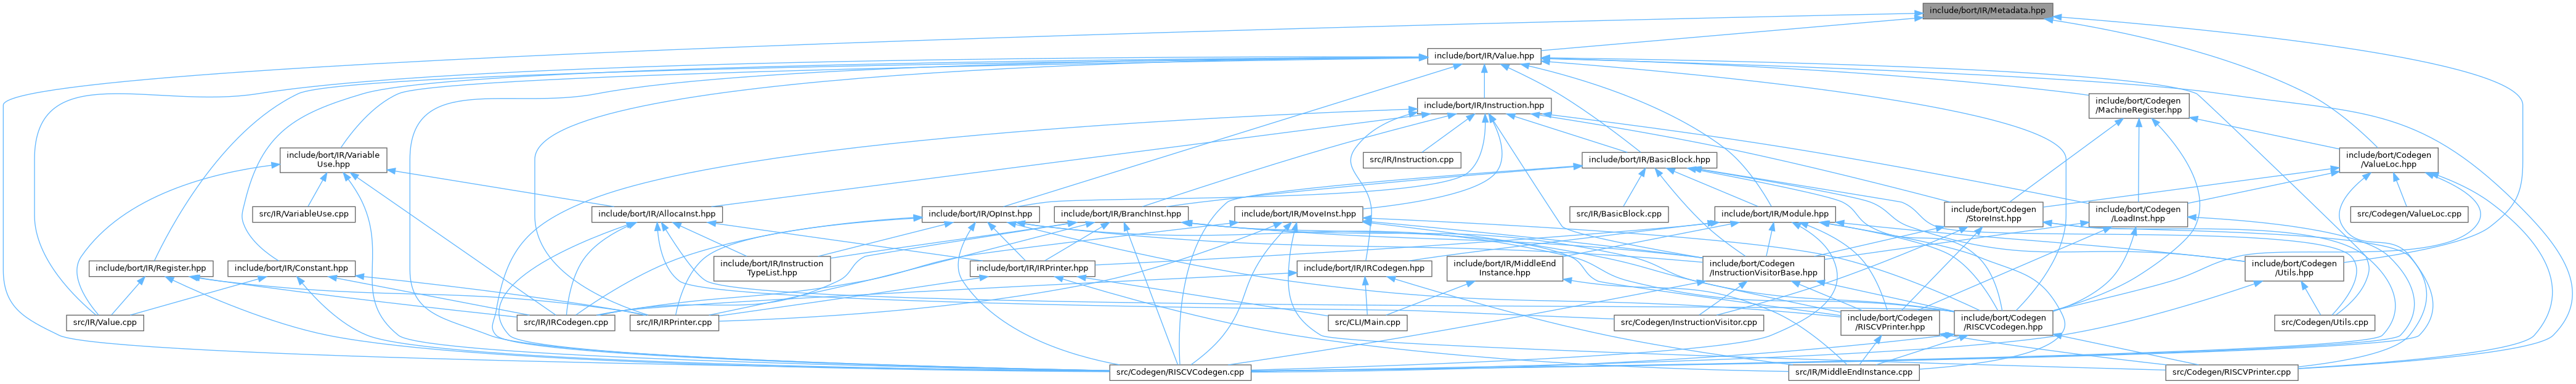 include/bort/IR/Metadata.hpp
include/bort/IR/Value.hpp
include/bort/IR/Instruction.hpp
include/bort/Codegen
/MachineRegister.hpp
include/bort/IR/Variable
Use.hpp
src/IR/Instruction.cpp
include/bort/IR/BasicBlock.hpp
include/bort/Codegen
/ValueLoc.hpp
src/IR/VariableUse.cpp
include/bort/IR/AllocaInst.hpp
include/bort/IR/OpInst.hpp
include/bort/IR/BranchInst.hpp
include/bort/IR/MoveInst.hpp
src/IR/BasicBlock.cpp
include/bort/IR/Module.hpp
include/bort/Codegen
/StoreInst.hpp
include/bort/Codegen
/LoadInst.hpp
src/Codegen/ValueLoc.cpp
include/bort/IR/Register.hpp
include/bort/IR/Constant.hpp
include/bort/IR/Instruction
TypeList.hpp
include/bort/IR/IRPrinter.hpp
include/bort/IR/IRCodegen.hpp
include/bort/IR/MiddleEnd
Instance.hpp
include/bort/Codegen
/InstructionVisitorBase.hpp
include/bort/Codegen
/Utils.hpp
src/IR/Value.cpp
src/IR/IRCodegen.cpp
src/IR/IRPrinter.cpp
src/CLI/Main.cpp
src/Codegen/InstructionVisitor.cpp
include/bort/Codegen
/RISCVPrinter.hpp
include/bort/Codegen
/RISCVCodegen.hpp
src/Codegen/Utils.cpp
src/Codegen/RISCVCodegen.cpp
src/IR/MiddleEndInstance.cpp
src/Codegen/RISCVPrinter.cpp